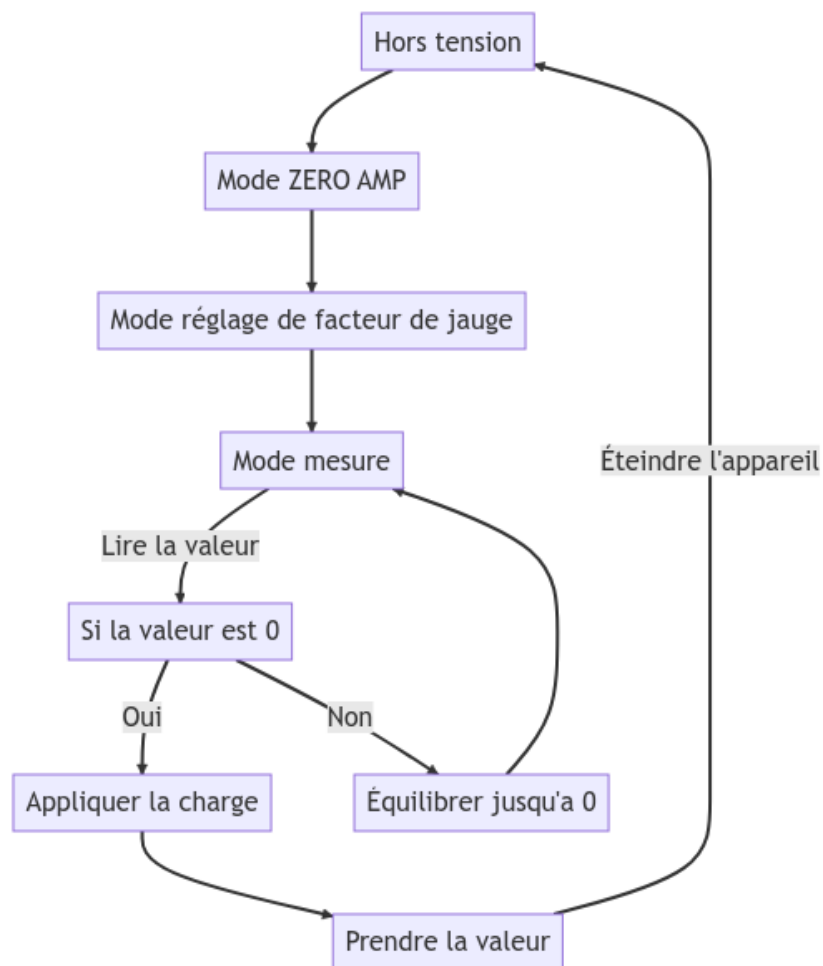 Hors tension
Mode ZERO AMP
Mode réglage de facteur de jauge
Mode mesure
Éteindre l'appareil
Lire la valeur
Si la valeur est 0
Oui
Non
Appliquer la charge
Équilibrer jusqu'a 0
Prendre la valeur